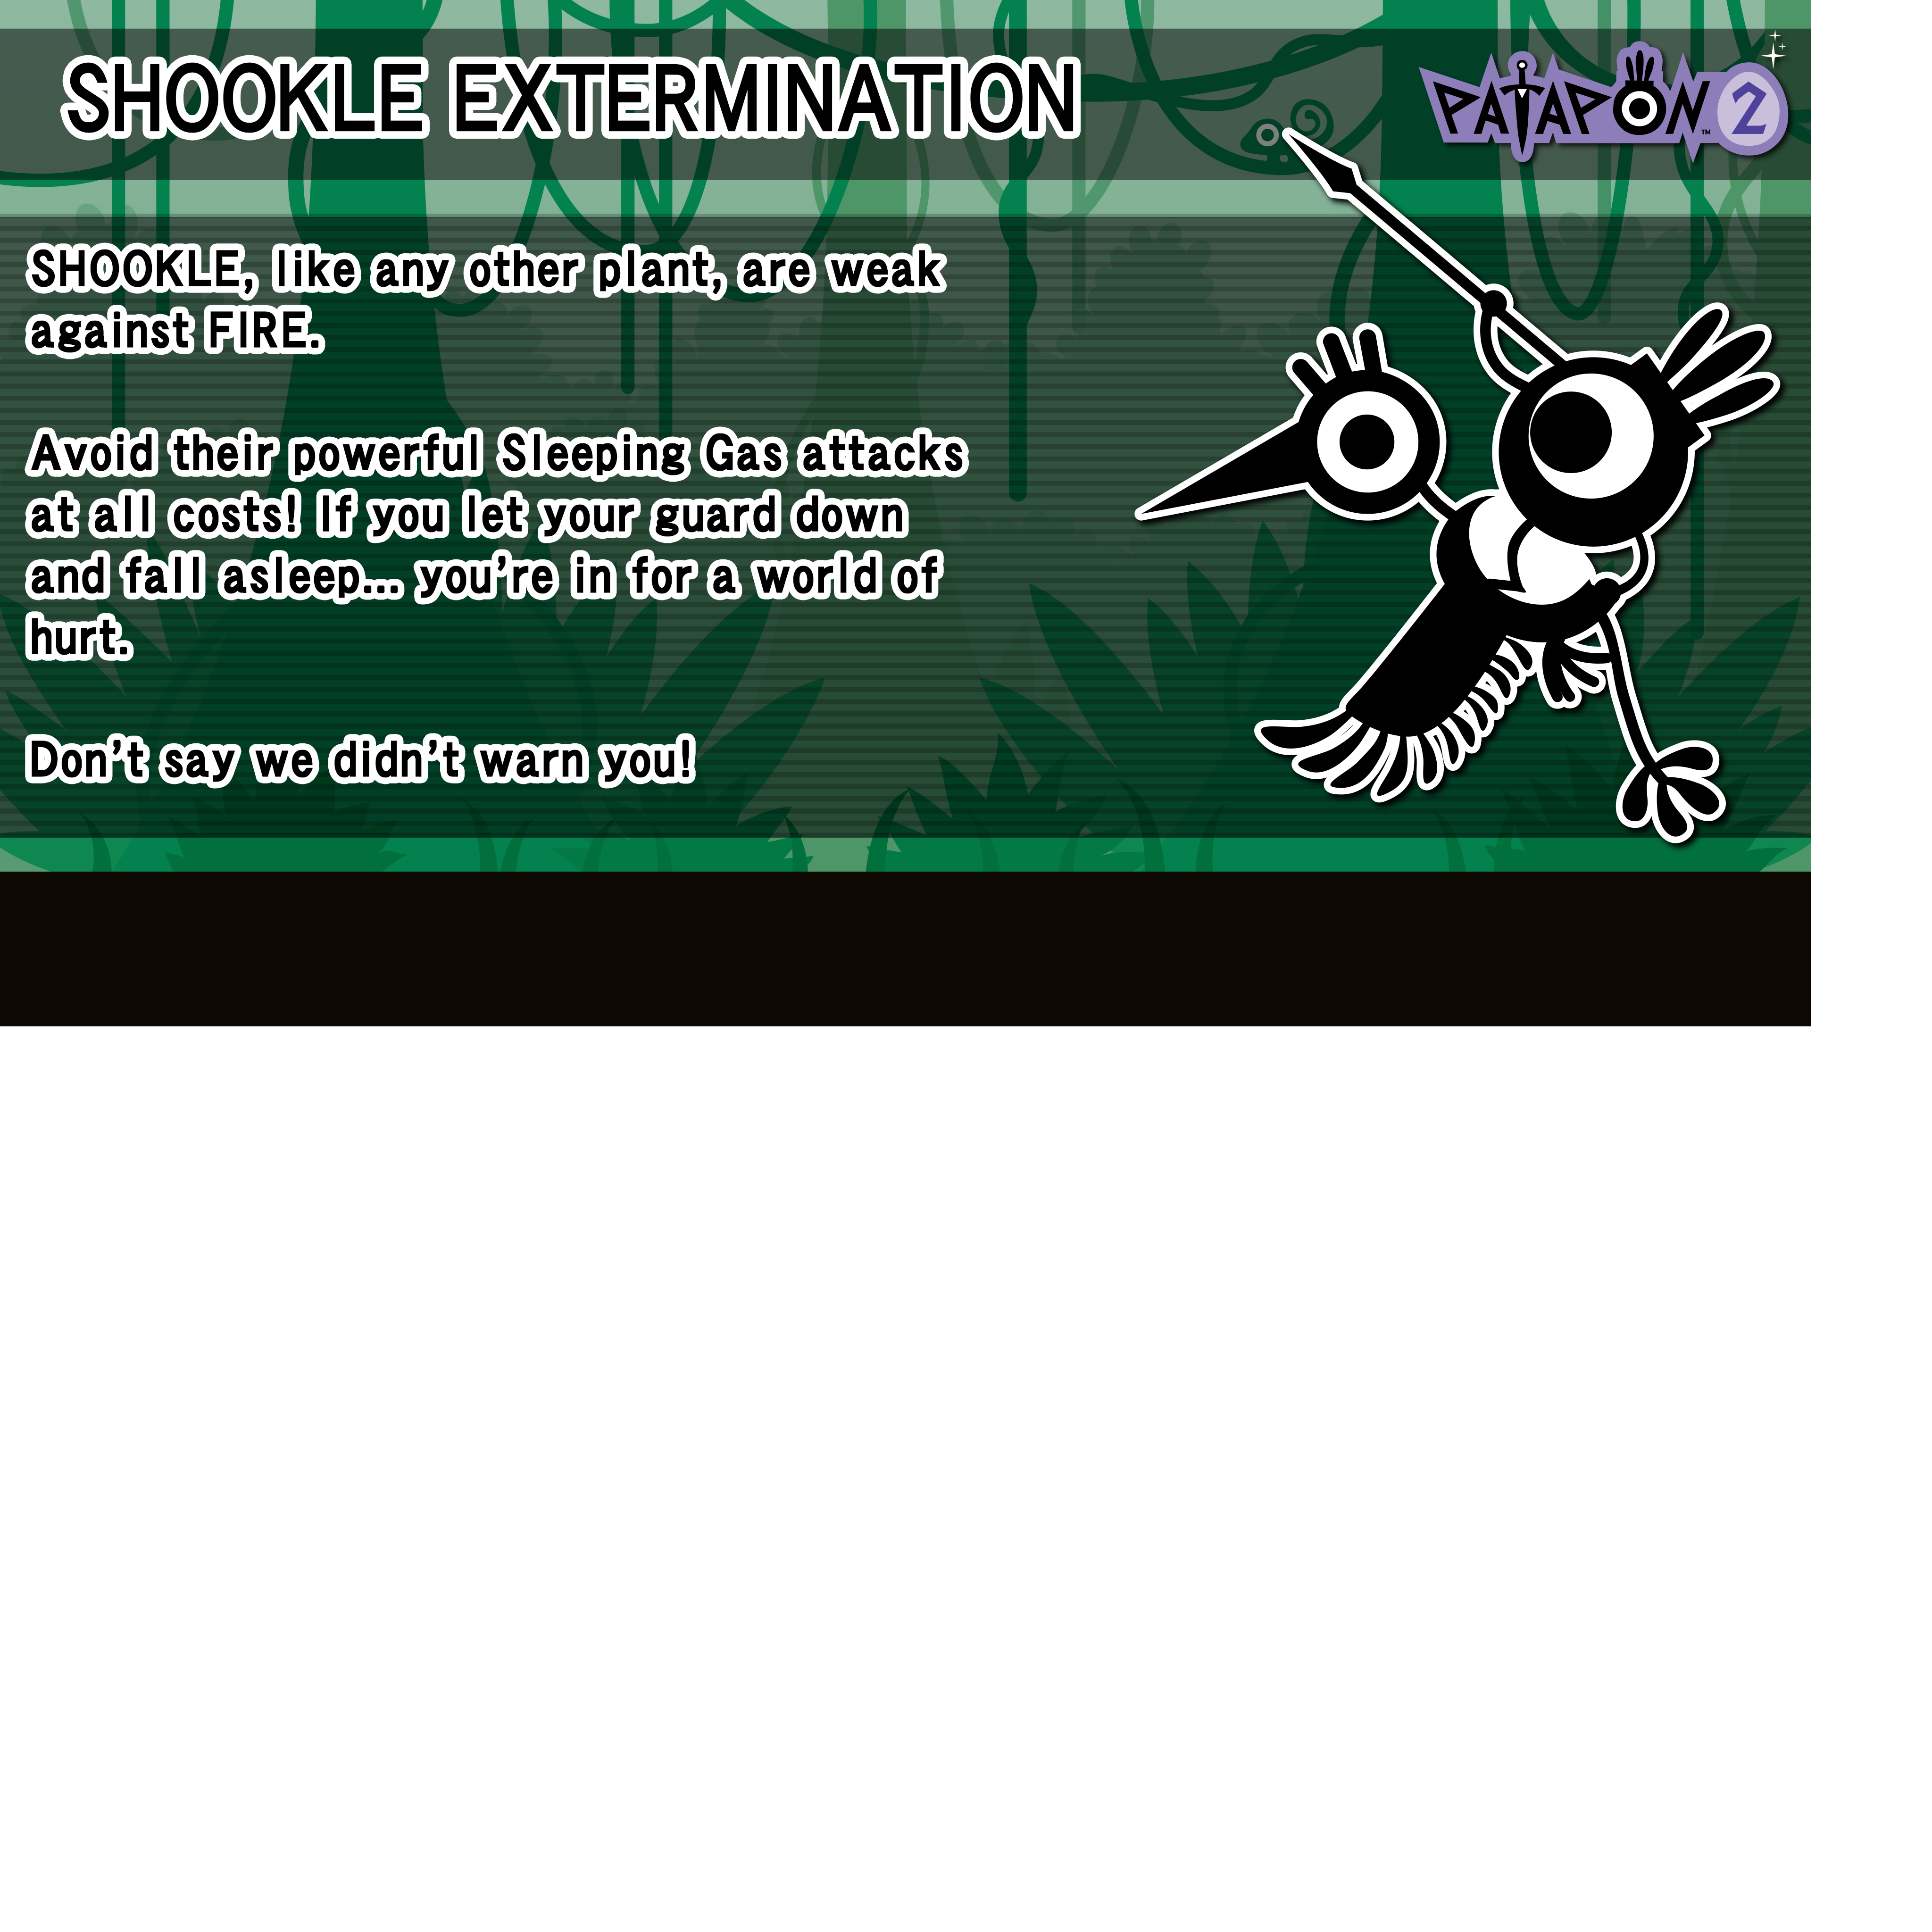 SHOOKLE EXTERMINATION
PATAPON™ 2
SHOOKLE, like any other plant, are weak
against FIRE.
Avoid their powerful Sleeping Gas attacks
at all costs! If you let your guard down
and fall asleep... you're in for a world of
hurt.
Don't say we didn't warn you!